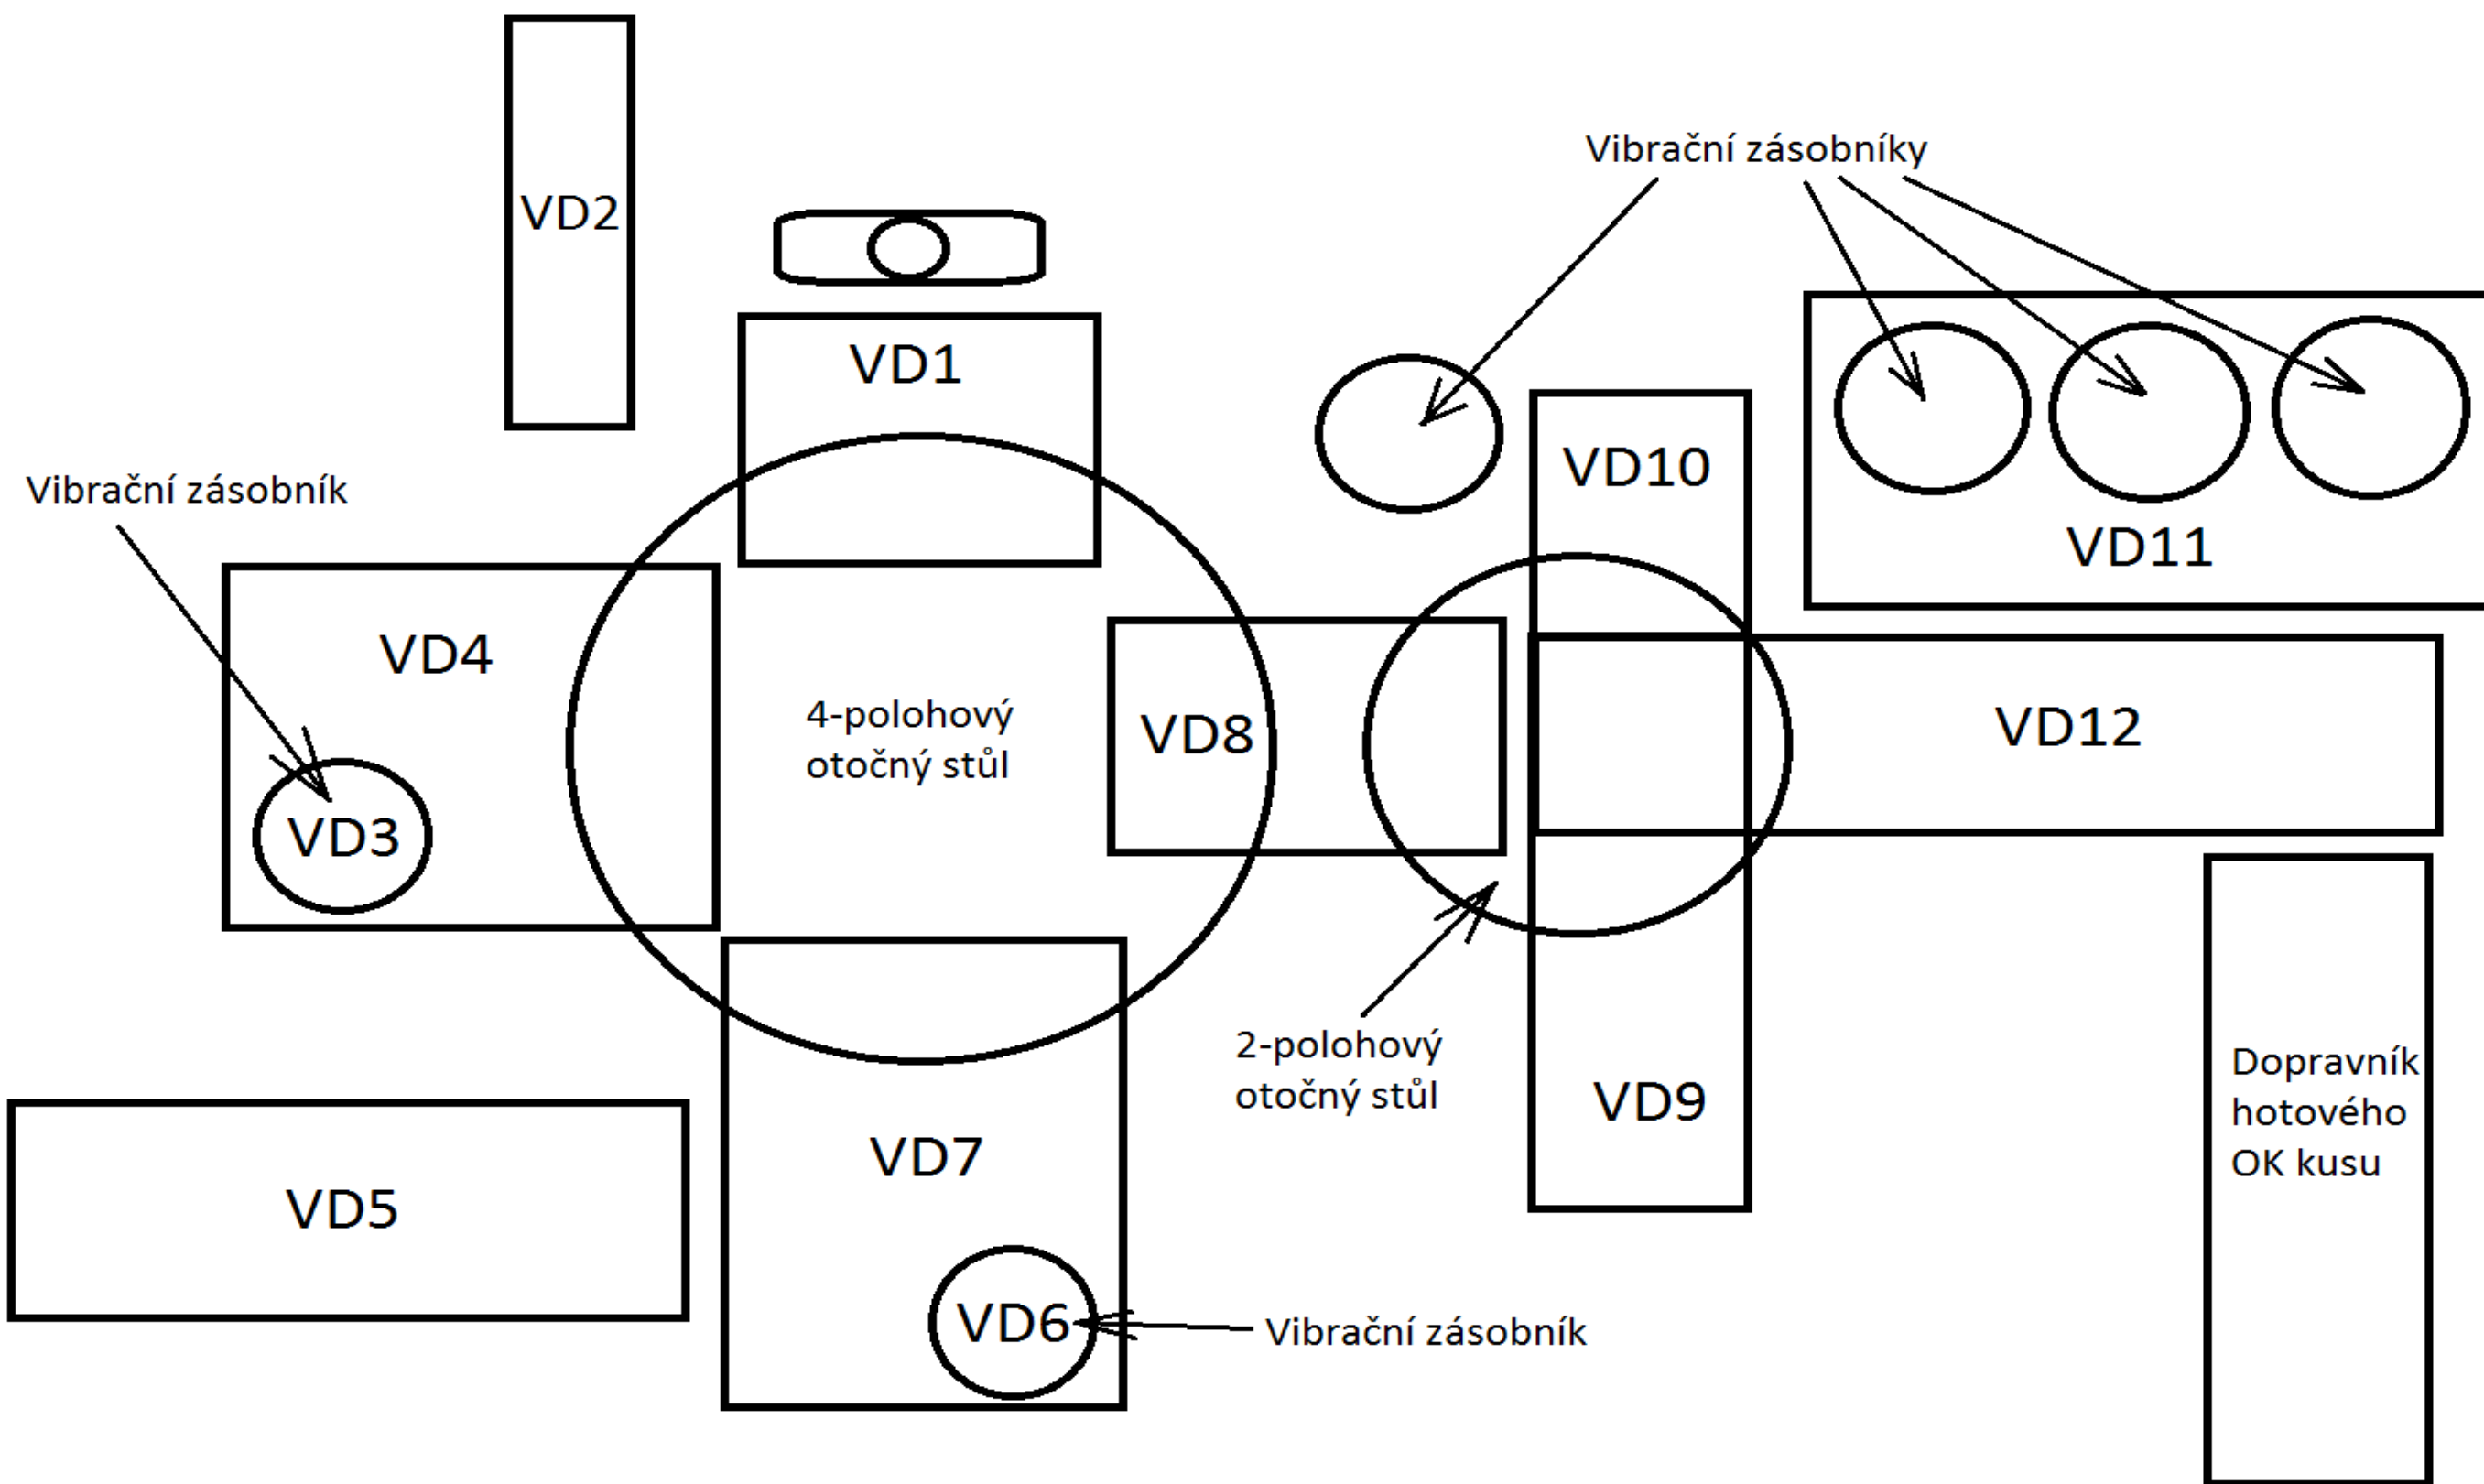 VD2
Vibrační zásobníky
VD1
VD10
Vibrační zásobník
VD11
VD4
4-polohový
otočný stůl
VD8
VD12
VD3
2-polohový
otočný stůl
VD9
Dopravník
hotového
OK kusu
VD7
VD5
VD6
Vibrační zásobník